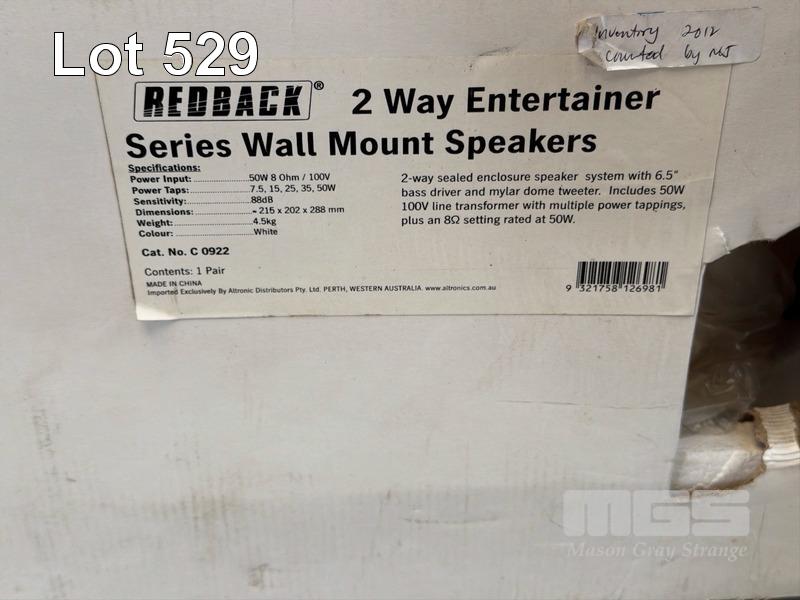 Lot 529
Inventory 2012
counted by
REDBACK® 2 Way Entertainer
Series Wall Mount Speakers
Specifications:
Power Input: ........................50W 8 Ohm / 100V
Power Taps: ........................7.5, 15, 25, 35, 50W
Sensitivity: ........................88dB
Dimensions: ........................≈ 215 x 202 x 288 mm
Weight: ........................4.5kg
Colour: ........................White
Cat. No. C 0922
Contents: 1 Pair
MADE IN CHINA
Imported Exclusively By Altronic Distributors Pty. Ltd. PERTH, WESTERN AUSTRALIA. www.altronics.com.au
2-way sealed enclosure speaker system with 6.5"
bass driver and mylar dome tweeter. Includes 50W
100V line transformer with multiple power tappings,
plus an 8Ω setting rated at 50W.
9 321758 126981
MGS
Mason Gray Strange